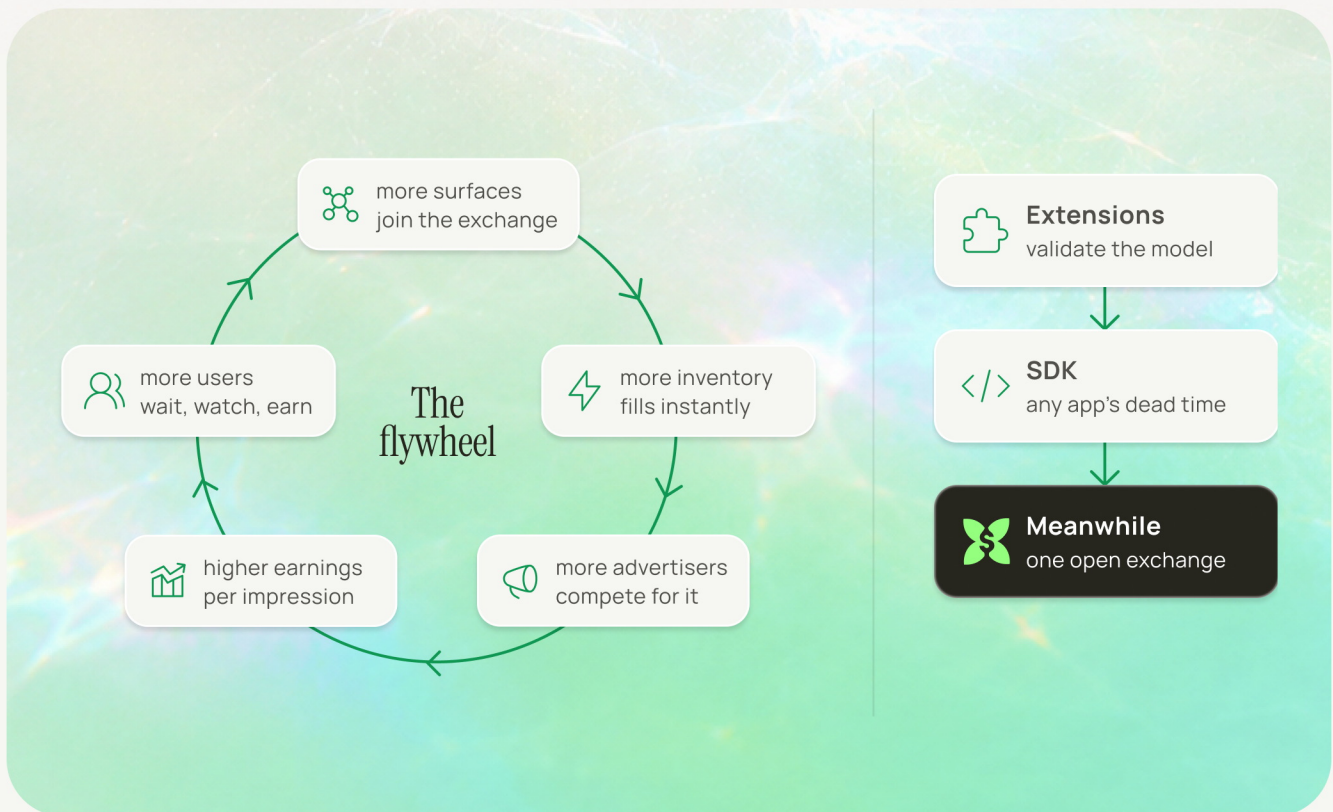 more surfaces
join the exchange
more inventory
fills instantly
more advertisers
compete for it
higher earnings
per impression
more users
wait, watch, earn
The
flywheel
Extensions
validate the model
SDK
any app's dead time
Meanwhile
one open exchange